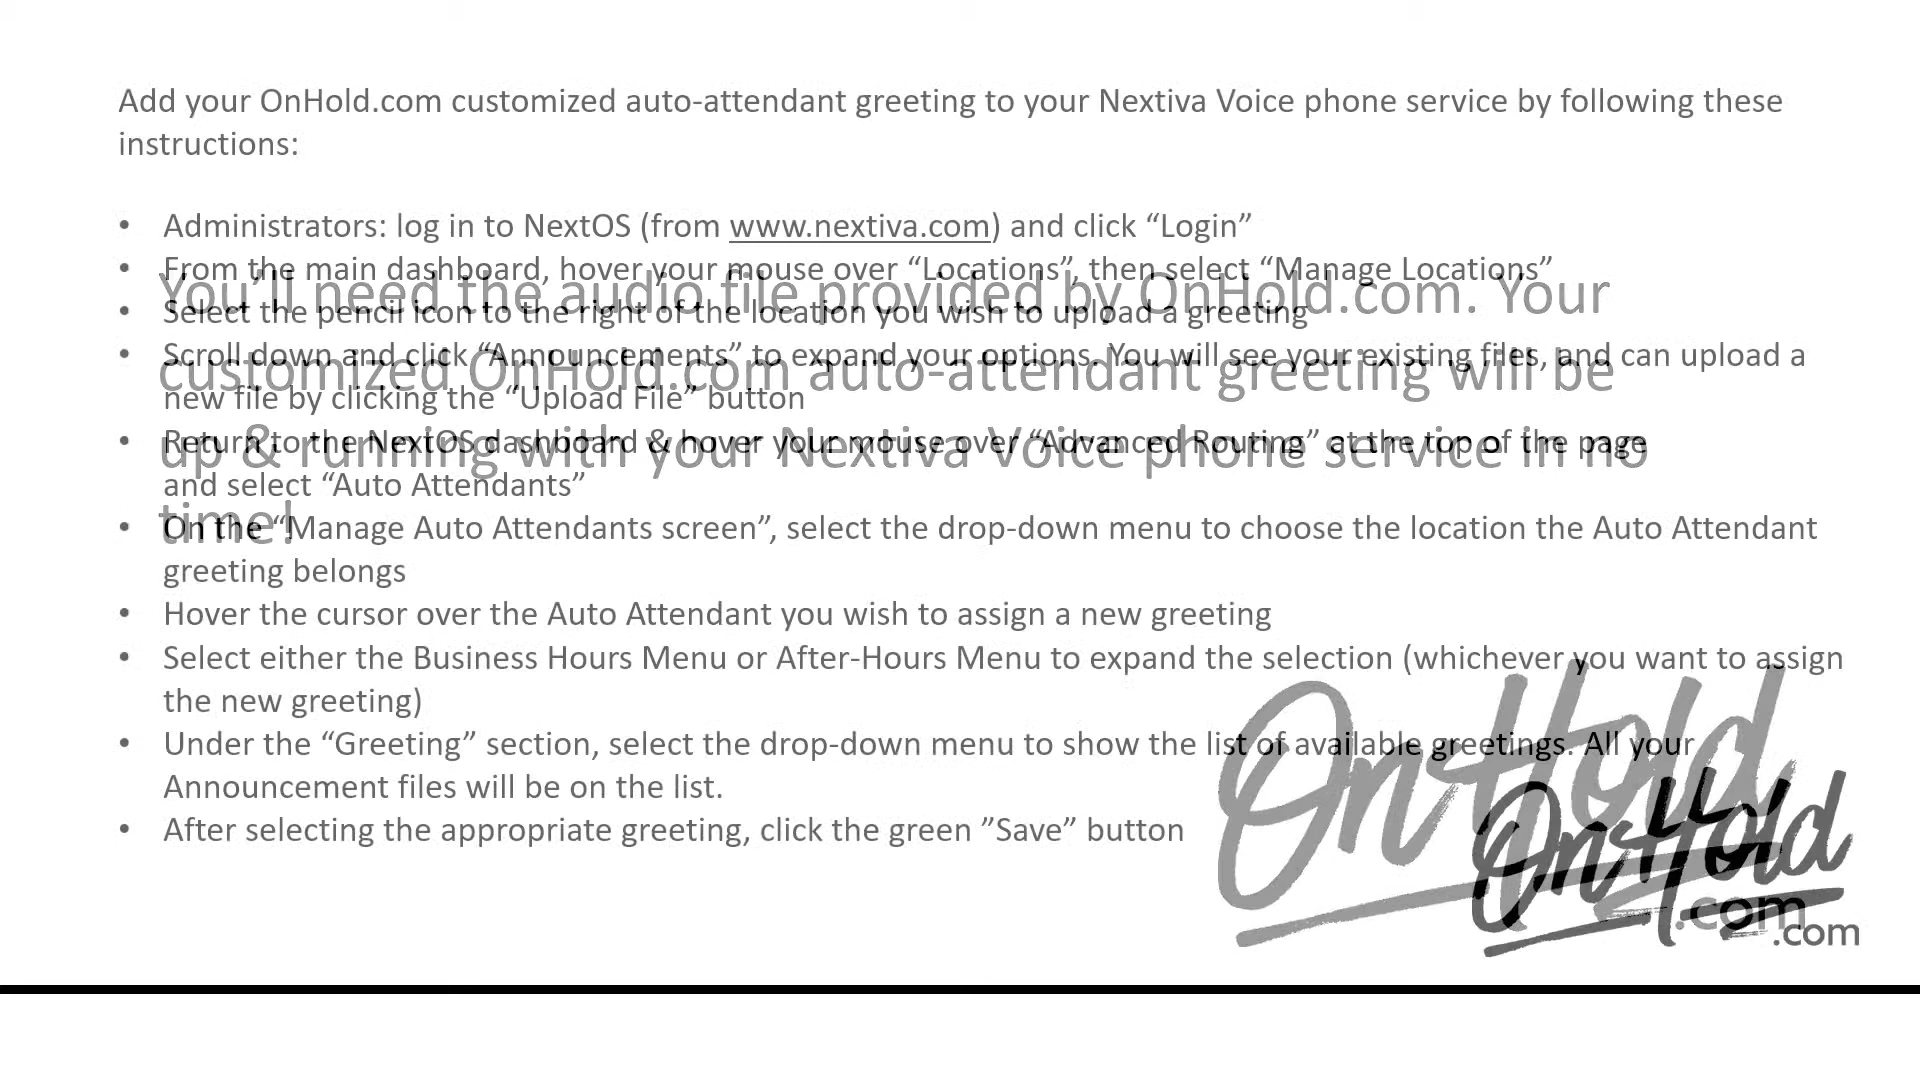 Add your OnHold.com customized auto-attendant greeting to your Nextiva Voice phone service by following these
instructions:
• Administrators: log in to NextOS (from www.nextiva.com) and click “Login”
• From the main dashboard, hover your mouse over “Locations”, then select “Manage Locations”
• Select the pencil icon to the right of the location you wish to upload a greeting
• Scroll down and click “Announcements” to expand your options. You will see your existing files, and can upload a
new file by clicking the “Upload File” button
• Return to the NextOS dashboard & hover your mouse over “Advanced Routing” at the top of the page
and select “Auto Attendants”
• On the “Manage Auto Attendants screen”, select the drop-down menu to choose the location the Auto Attendant
greeting belongs
• Hover the cursor over the Auto Attendant you wish to assign a new greeting
• Select either the Business Hours Menu or After-Hours Menu to expand the selection (whichever you want to assign
the new greeting)
• Under the “Greeting” section, select the drop-down menu to show the list of available greetings. All your
Announcement files will be on the list.
• After selecting the appropriate greeting, click the green ”Save” button
You’ll need the audio file provided by OnHold.com. Your
customized OnHold.com auto-attendant greeting will be
up & running with your Nextiva Voice phone service in no
time!
OnHold
.com
OnHold
.com